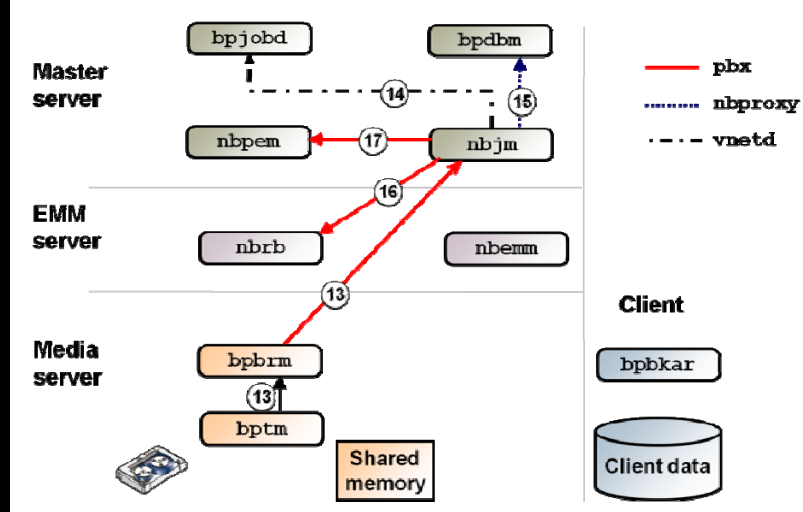 bpjobd
bpdbm
Master
server
pbx
nbproxy
vnetd
14
15
nbpem
17
nbjm
16
EMM
server
nbrb
nbemm
13
Client
Media
server
bpbrm
bpbkar
13
bptm
Shared
memory
Client data